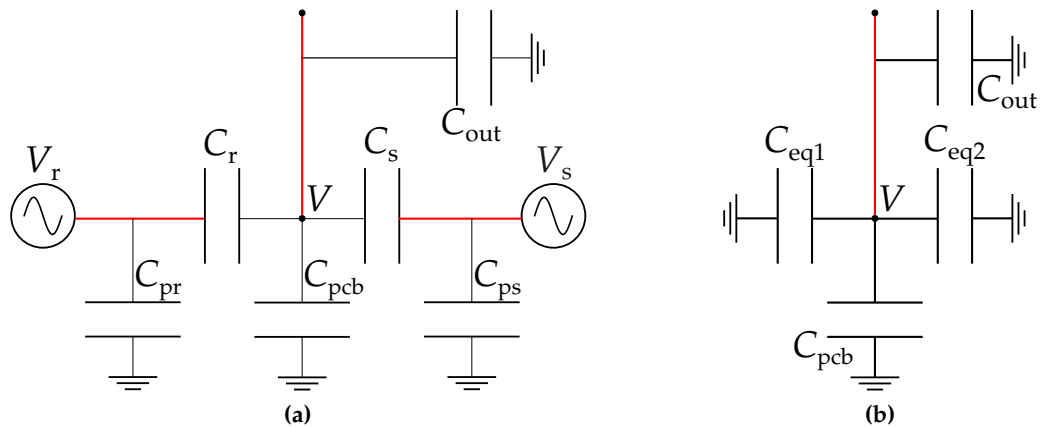 C_out
C_out
C_r
C_s
C_eq1
C_eq2
V_r
V_s
V
V
C_pr
C_pcb
C_ps
C_pcb
(a)
(b)